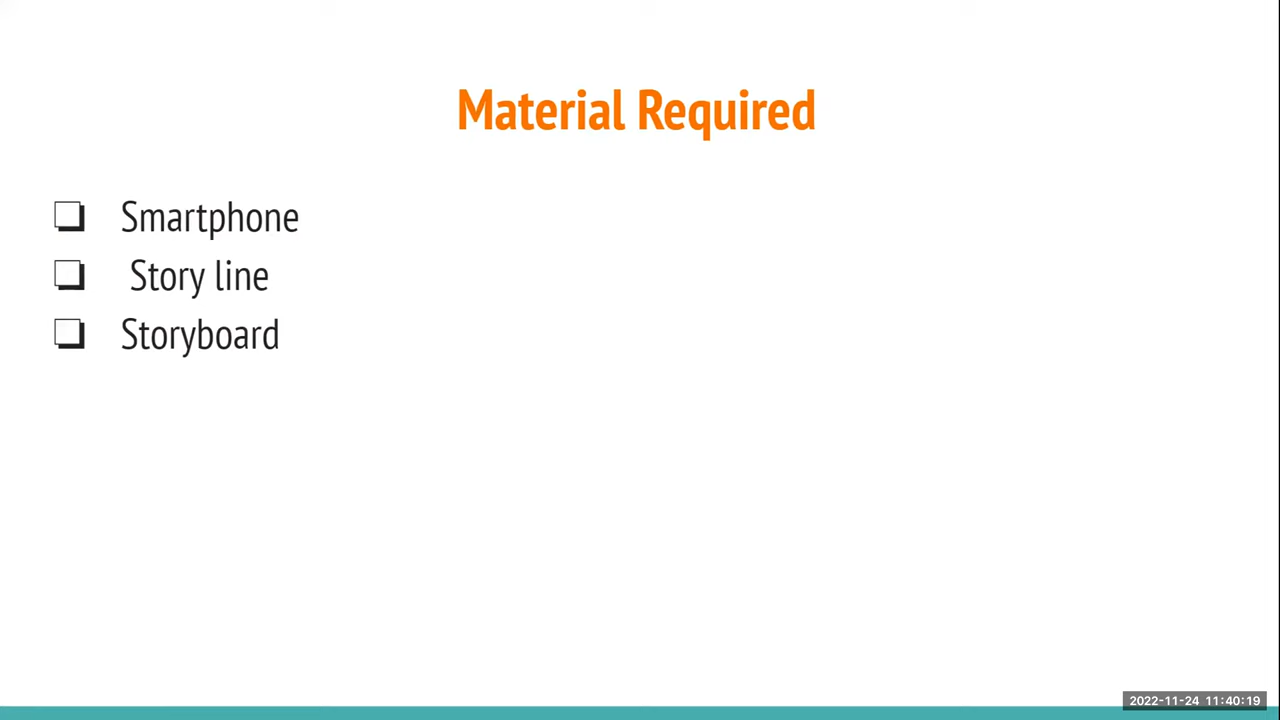 Material Required
❏ Smartphone
❏ Story line
❏ Storyboard
2022-11-24 11:40:19